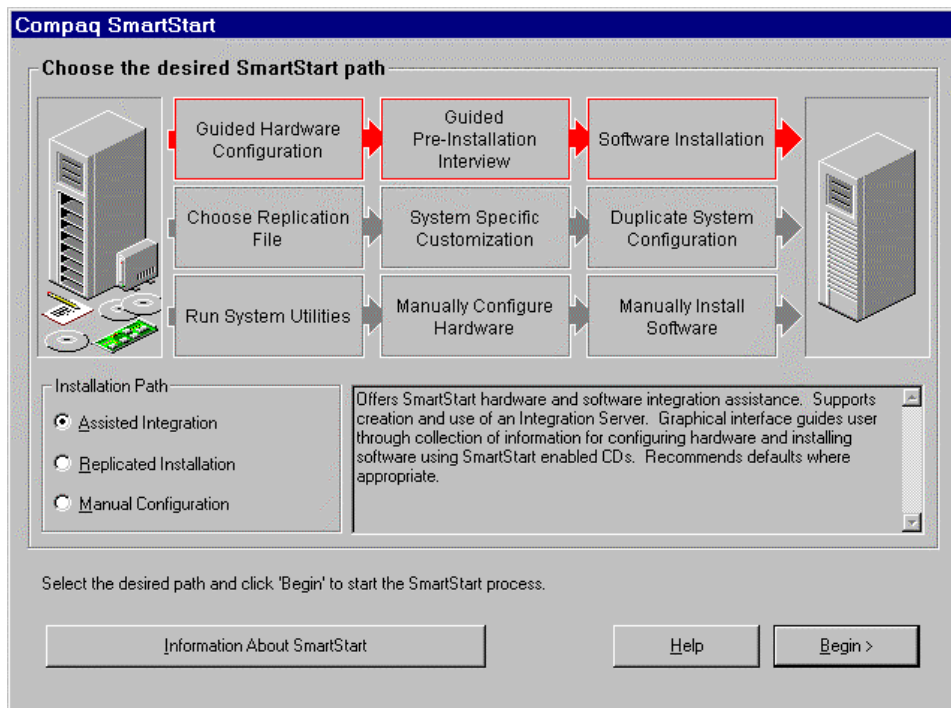 Compaq SmartStart
Choose the desired SmartStart path
Guided Hardware
Configuration
Guided
Pre-Installation
Interview
Software Installation
Choose Replication
File
System Specific
Customization
Duplicate System
Configuration
Run System Utilities
Manually Configure
Hardware
Manually Install
Software
Installation Path
Assisted Integration
Replicated Installation
Manual Configuration
Offers SmartStart hardware and software integration assistance. Supports
creation and use of an Integration Server. Graphical interface guides user
through collection of information for configuring hardware and installing
software using SmartStart enabled CDs. Recommends defaults where
appropriate.
Select the desired path and click 'Begin' to start the SmartStart process.
Information About SmartStart
Help
Begin >